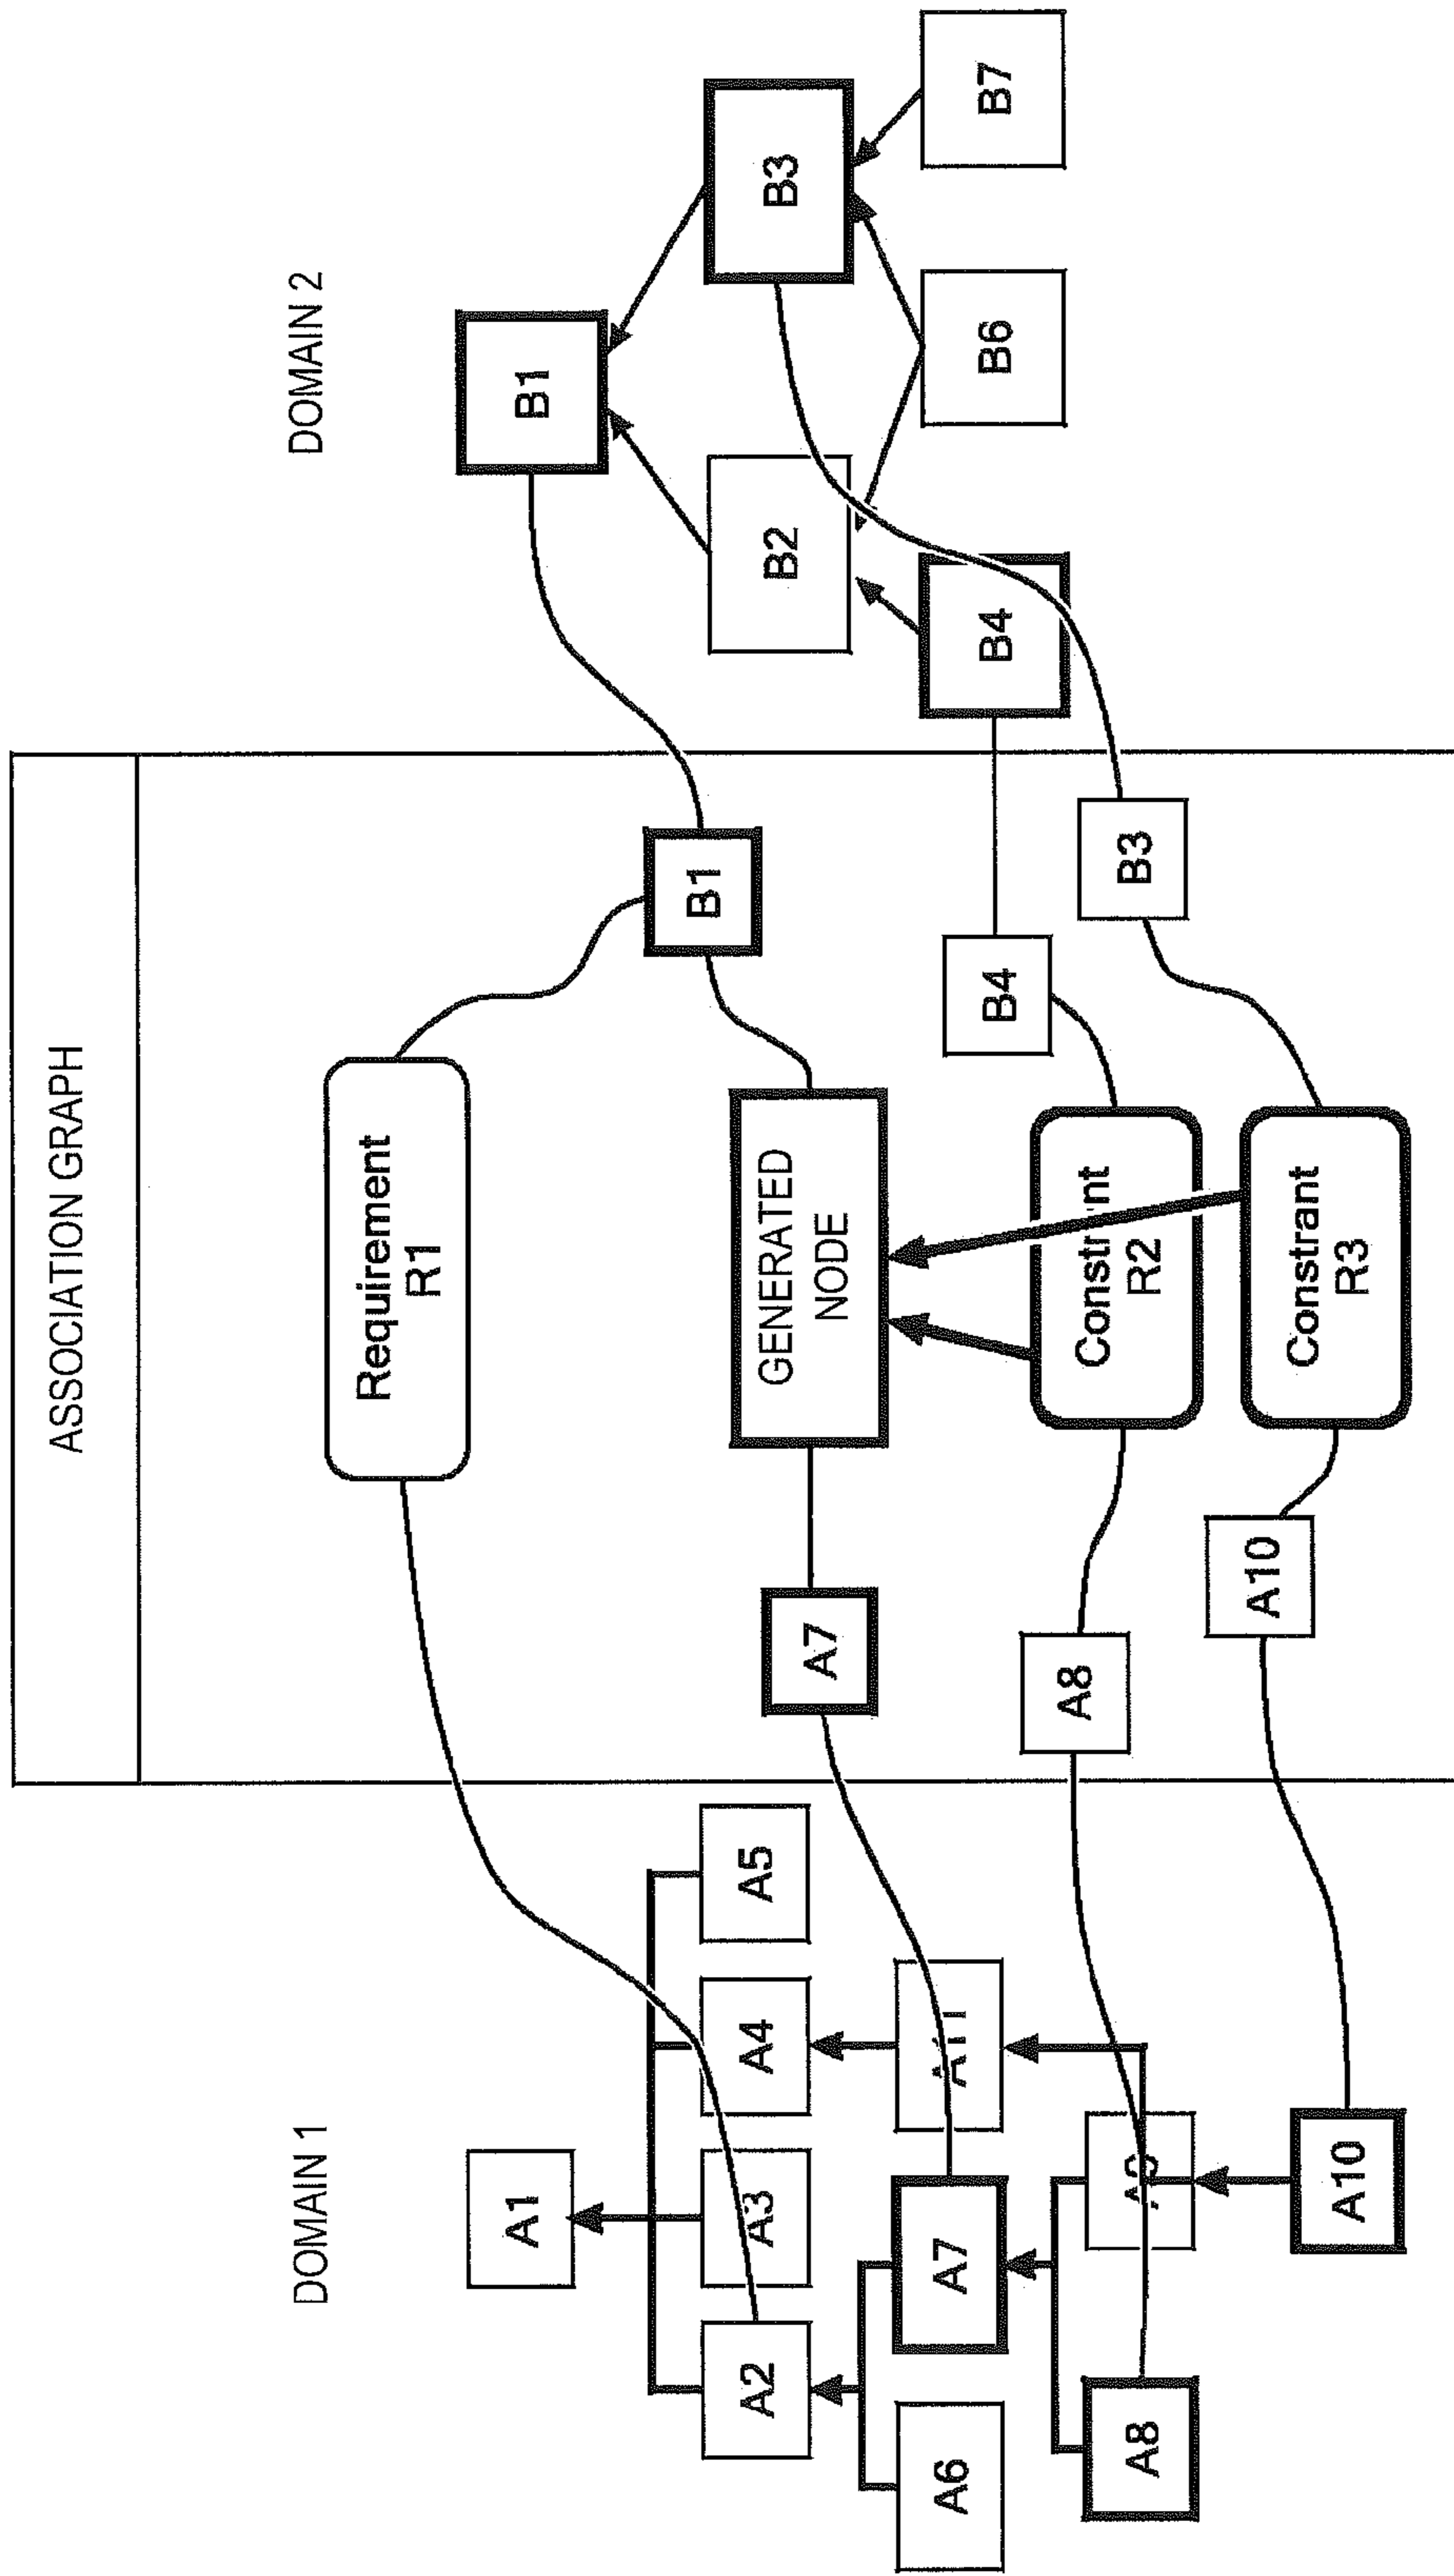 ASSOCIATION GRAPH
DOMAIN 1
DOMAIN 2
Requirement
R1
A1
B1
B1
A2
A3
A4
A5
A7
GENERATED
NODE
B2
B3
A6
A7
B4
B4
B6
B7
A8
A8
Constrant
R2
B3
A10
A10
Constrant
R3